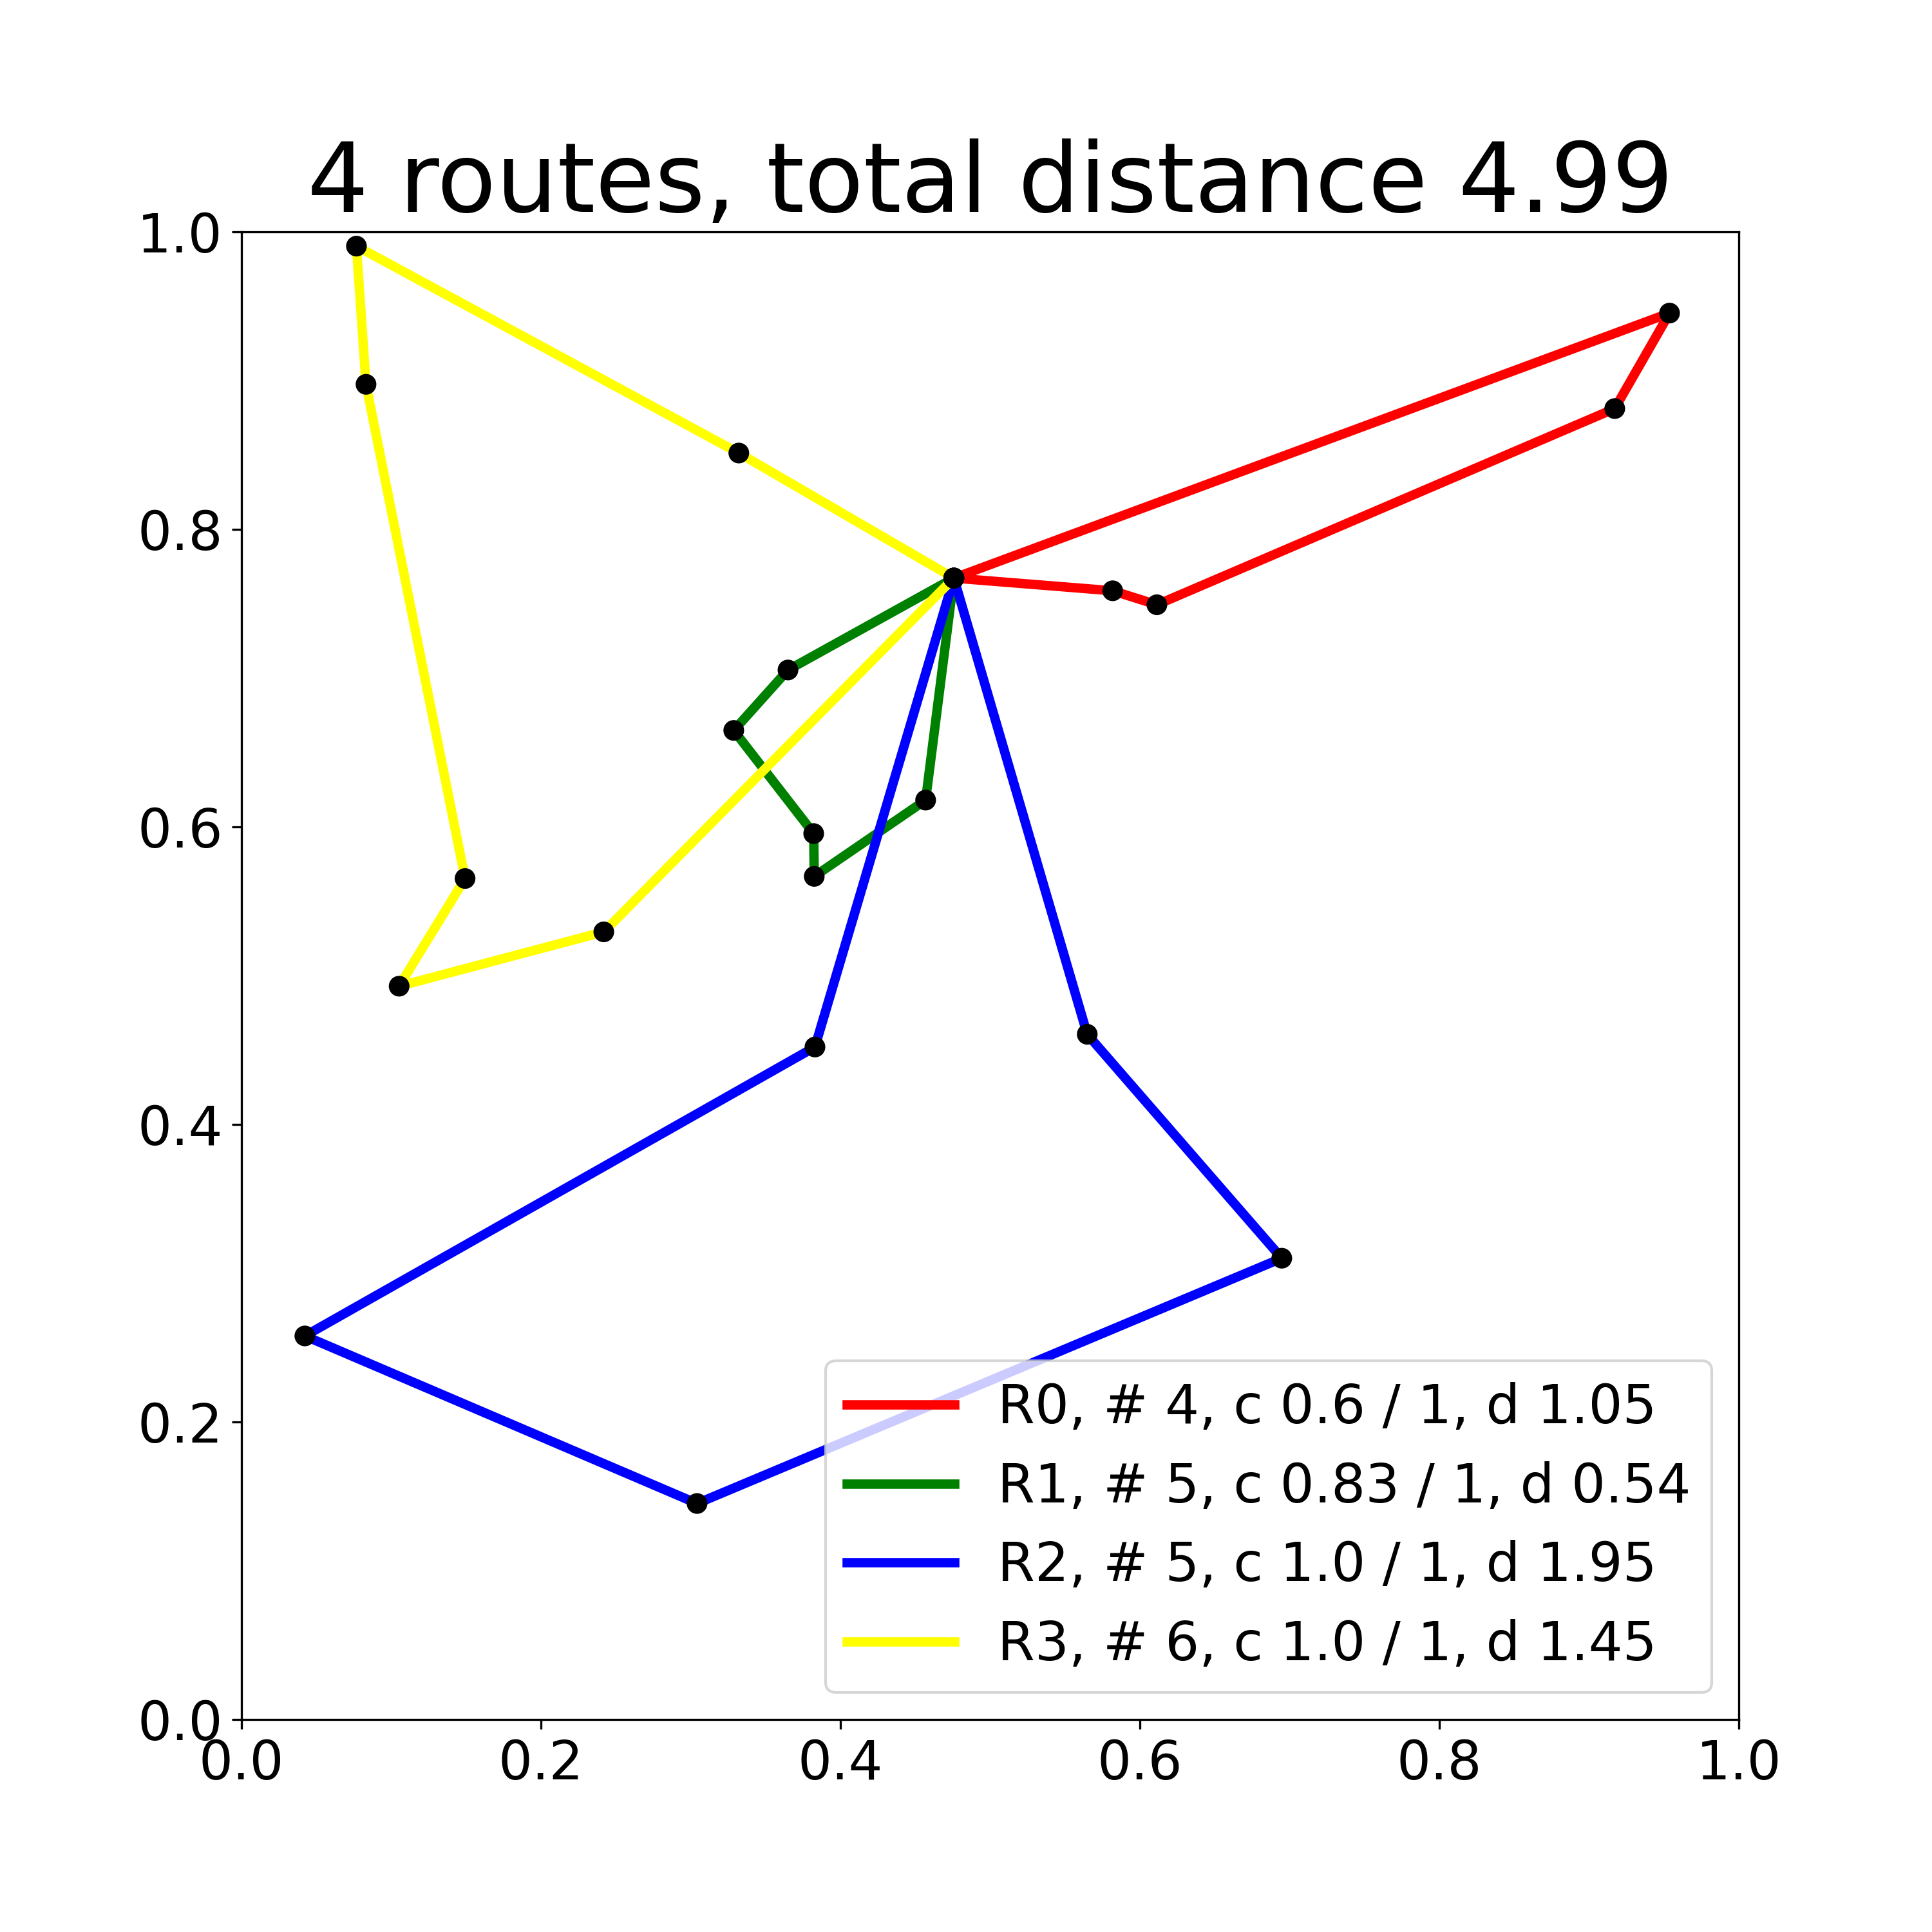 4 routes, total distance 4.99
1.0
0.8
0.6
0.4
0.2
0.0
R0, # 4, c 0.6 / 1, d 1.05
R1, # 5, c 0.83 / 1, d 0.54
R2, # 5, c 1.0 / 1, d 1.95
R3, # 6, c 1.0 / 1, d 1.45
0.0 0.2 0.4 0.6 0.8 1.0